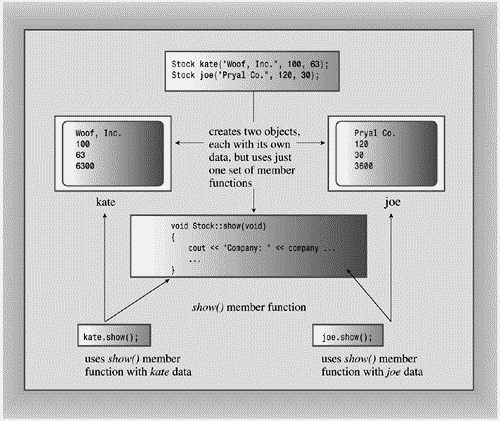 Stock kate("Woof, Inc.", 100, 63);
Stock joe("Pryal Co.", 120, 30);
Woof, Inc.
100
63
6300
kate
creates two objects,
each with its own
data, but uses just
one set of member
functions
Pryal Co.
120
30
3600
joe
void Stock::show(void)
{
cout << "Company: " << company ...
...
}
show() member function
kate.show();
uses show() member
function with kate data
joe.show();
uses show() member
function with joe data